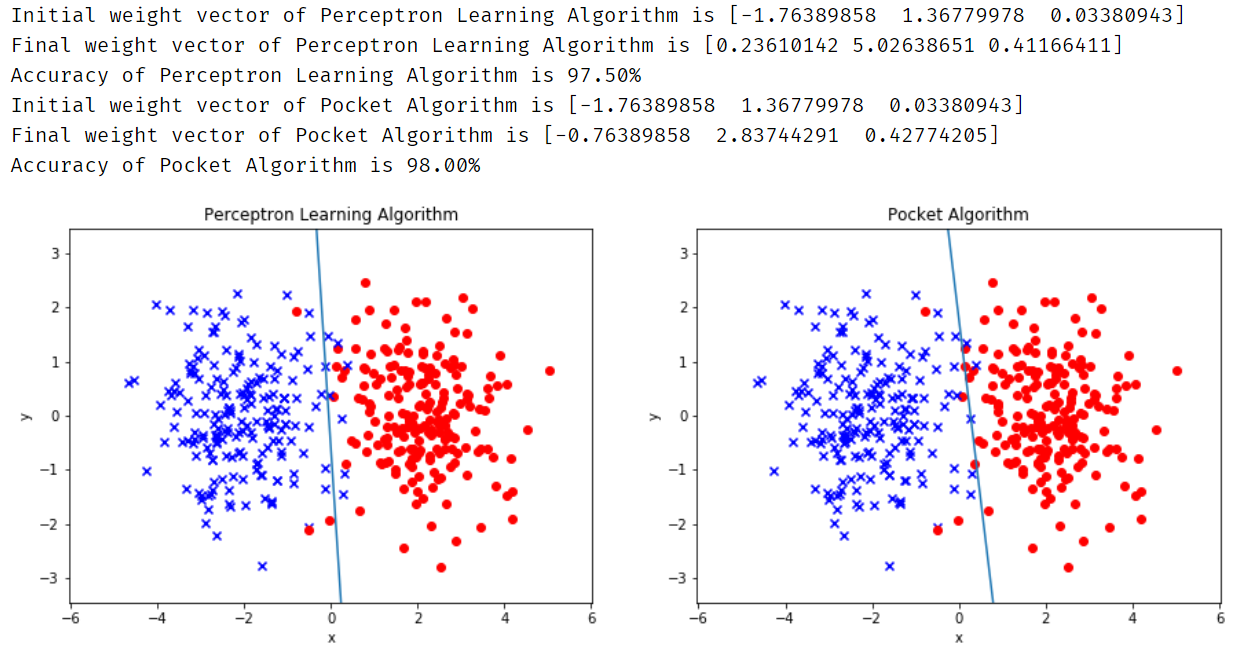 Initial weight vector of Perceptron Learning Algorithm is [-1.76389858  1.36779978  0.03380943]
Final weight vector of Perceptron Learning Algorithm is [0.23610142 5.02638651 0.41166411]
Accuracy of Perceptron Learning Algorithm is 97.50%
Initial weight vector of Pocket Algorithm is [-1.76389858  1.36779978  0.03380943]
Final weight vector of Pocket Algorithm is [-0.76389858  2.83744291  0.42774205]
Accuracy of Pocket Algorithm is 98.00%
Perceptron Learning Algorithm
3
2
1
0
−1
−2
−3
y
−6 −4 −2 0 2 4 6
x
Pocket Algorithm
3
2
1
0
−1
−2
−3
y
−6 −4 −2 0 2 4 6
x